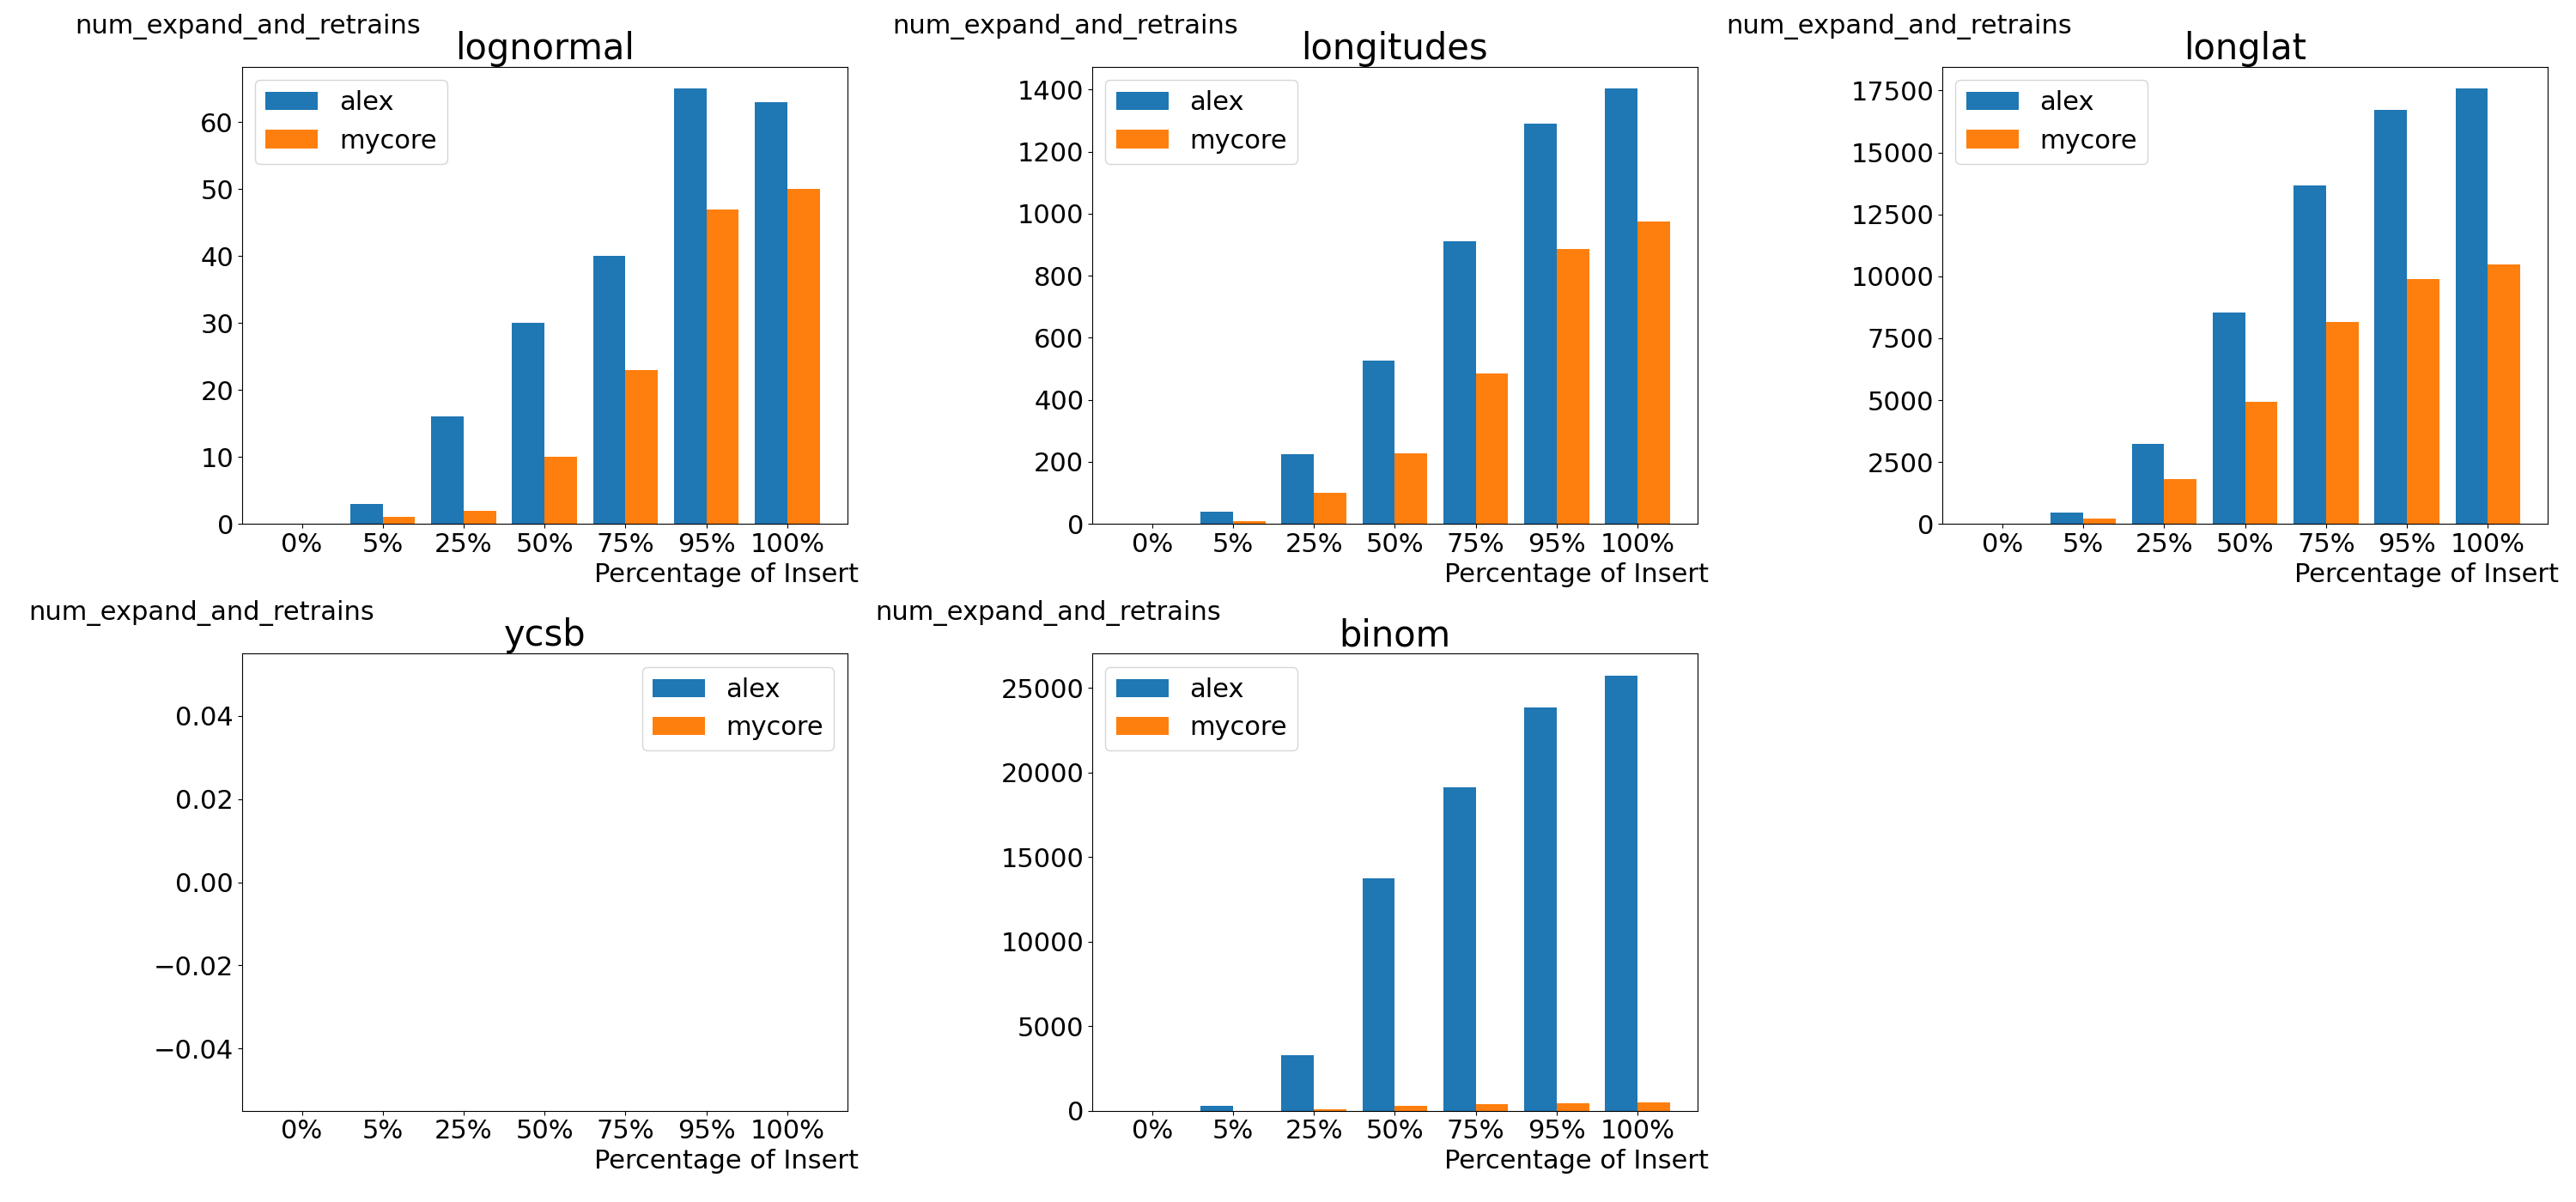 num_expand_and_retrains
lognormal
alex
mycore
60
50
40
30
20
10
0
0% 5% 25% 50% 75% 95% 100%
Percentage of Insert
num_expand_and_retrains
longitudes
alex
mycore
1400
1200
1000
800
600
400
200
0
0% 5% 25% 50% 75% 95% 100%
Percentage of Insert
num_expand_and_retrains
longlat
alex
mycore
17500
15000
12500
10000
7500
5000
2500
0
0% 5% 25% 50% 75% 95% 100%
Percentage of Insert
num_expand_and_retrains
ycsb
alex
mycore
0.04
0.02
0.00
−0.02
−0.04
0% 5% 25% 50% 75% 95% 100%
Percentage of Insert
num_expand_and_retrains
binom
alex
mycore
25000
20000
15000
10000
5000
0
0% 5% 25% 50% 75% 95% 100%
Percentage of Insert